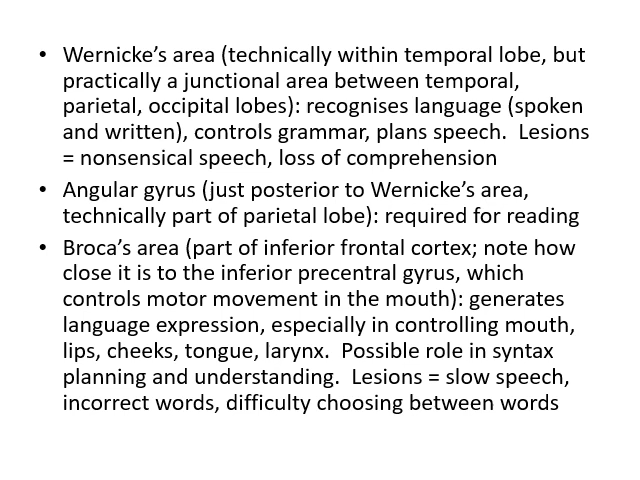 • Wernicke’s area (technically within temporal lobe, but
practically a junctional area between temporal,
parietal, occipital lobes): recognises language (spoken
and written), controls grammar, plans speech.  Lesions
= nonsensical speech, loss of comprehension
• Angular gyrus (just posterior to Wernicke’s area,
technically part of parietal lobe): required for reading
• Broca’s area (part of inferior frontal cortex; note how
close it is to the inferior precentral gyrus, which
controls motor movement in the mouth): generates
language expression, especially in controlling mouth,
lips, cheeks, tongue, larynx.  Possible role in syntax
planning and understanding.  Lesions = slow speech,
incorrect words, difficulty choosing between words